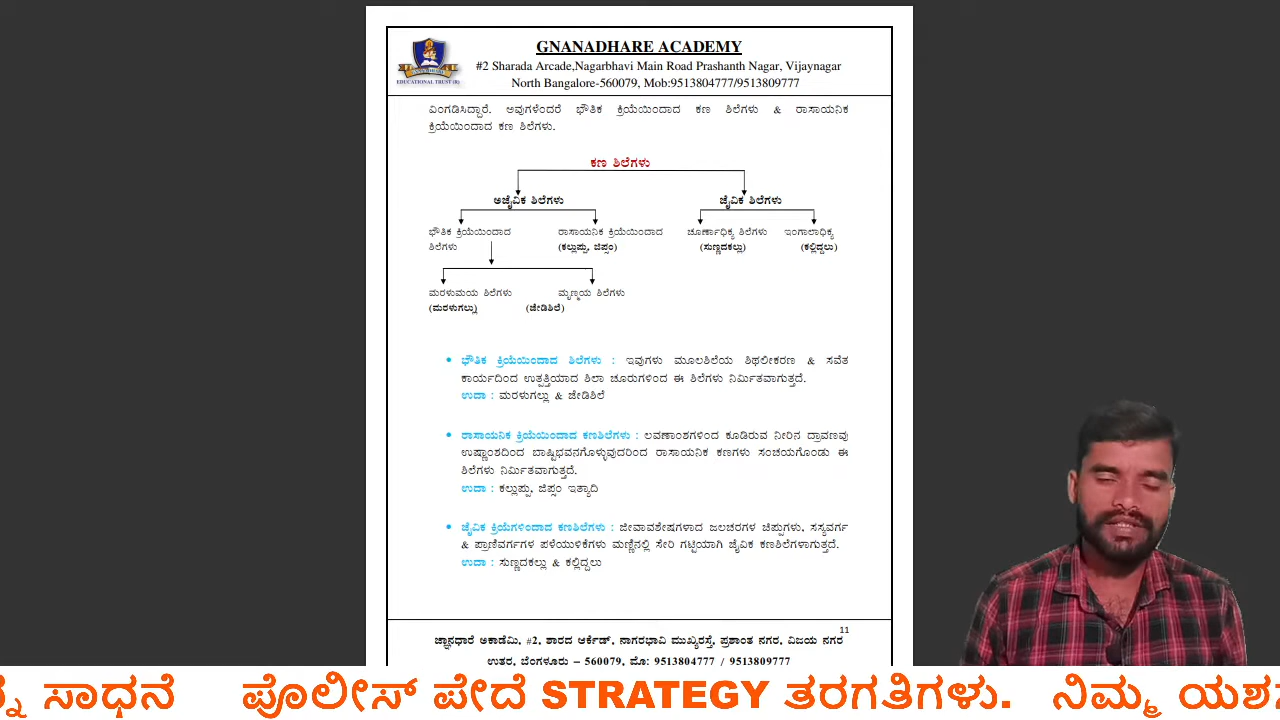 GNANADHARE ACADEMY
#2 Sharada Arcade,Nagarbhavi Main Road Prashanth Nagar, Vijaynagar
North Bangalore-560079, Mob:9513804777/9513809777
EDUCATIONAL TRUST (R)
ವಿಂಗಡಿಸಿದ್ದಾರೆ. ಅವುಗಳೆಂದರೆ ಭೌತಿಕ ಕ್ರಿಯೆಯಿಂದಾದ ಕಣ ಶಿಲೆಗಳು & ರಾಸಾಯನಿಕ
ಕ್ರಿಯೆಯಿಂದಾದ ಕಣ ಶಿಲೆಗಳು.
ಕಣ ಶಿಲೆಗಳು
ಅಜೈವಿಕ ಶಿಲೆಗಳು ಜೈವಿಕ ಶಿಲೆಗಳು
ಭೌತಿಕ ಕ್ರಿಯೆಯಿಂದಾದ ರಾಸಾಯನಿಕ ಕ್ರಿಯೆಯಿಂದಾದ ಚೂರ್ಣಾಧಿಕ್ಯ ಶಿಲೆಗಳು ಇಂಗಾಲಾಧಿಕ್ಯ
ಶಿಲೆಗಳು (ಕಲ್ಲುಪ್ಪು, ಜಿಪ್ಸಂ) (ಸುಣ್ಣದಕಲ್ಲು) (ಕಲ್ಲಿದ್ದಲು)
ಮರಳುಮಯ ಶಿಲೆಗಳು ಮೃಣ್ಮಯ ಶಿಲೆಗಳು
(ಮರಳುಗಲ್ಲು) (ಜೇಡಿಶಿಲೆ)
• ಭೌತಿಕ ಕ್ರಿಯೆಯಿಂದಾದ ಶಿಲೆಗಳು : ಇವುಗಳು ಮೂಲಶಿಲೆಯ ಶಿಥಲೀಕರಣ & ಸವೆತ
ಕಾರ್ಯದಿಂದ ಉತ್ಪತ್ತಿಯಾದ ಶಿಲಾ ಚೂರುಗಳಿಂದ ಈ ಶಿಲೆಗಳು ನಿರ್ಮಿತವಾಗುತ್ತದೆ.
ಉದಾ : ಮರಳುಗಲ್ಲು & ಜೇಡಿಶಿಲೆ
• ರಾಸಾಯನಿಕ ಕ್ರಿಯೆಯಿಂದಾದ ಕಣಶಿಲೆಗಳು : ಲವಣಾಂಶಗಳಿಂದ ಕೂಡಿರುವ ನೀರಿನ ದ್ರಾವಣವು
ಉಷ್ಣಾಂಶದಿಂದ ಬಾಷ್ಟಿಭವನಗೊಳ್ಳುವುದರಿಂದ ರಾಸಾಯನಿಕ ಕಣಗಳು ಸಂಚಯಗೊಂಡು ಈ
ಶಿಲೆಗಳು ನಿರ್ಮಿತವಾಗುತ್ತದೆ.
ಉದಾ : ಕಲ್ಲುಪ್ಪು, ಜಿಪ್ಸಂ ಇತ್ಯಾದಿ
• ಜೈವಿಕ ಕ್ರಿಯೆಗಳಿಂದಾದ ಕಣಶಿಲೆಗಳು : ಜೀವಾವಶೇಷಗಳಾದ ಜಲಚರಗಳ ಚಿಪ್ಪುಗಳು, ಸಸ್ಯವರ್ಗ
& ಪ್ರಾಣಿವರ್ಗಗಳ ಪಳೆಯುಳಿಕೆಗಳು ಮಣ್ಣಿನಲ್ಲಿ ಸೇರಿ ಗಟ್ಟಿಯಾಗಿ ಜೈವಿಕ ಕಣಶಿಲೆಗಳಾಗುತ್ತದೆ.
ಉದಾ : ಸುಣ್ಣದಕಲ್ಲು & ಕಲ್ಲಿದ್ದಲು
11
ಜ್ಞಾನಧಾರೆ ಅಕಾಡೆಮಿ, #2, ಶಾರದ ಆರ್ಕೆಡ್, ನಾಗರಭಾವಿ ಮುಖ್ಯರಸ್ತೆ, ಪ್ರಶಾಂತ ನಗರ, ವಿಜಯ ನಗರ
ಉತರ, ಬೆಂಗಳೂರು – 560079, ಮೊ: 9513804777 / 9513809777
ಸಾಧನೆ ಪೊಲೀಸ್ ಪೇದೆ STRATEGY ತರಗತಿಗಳು. ನಿಮ್ಮ